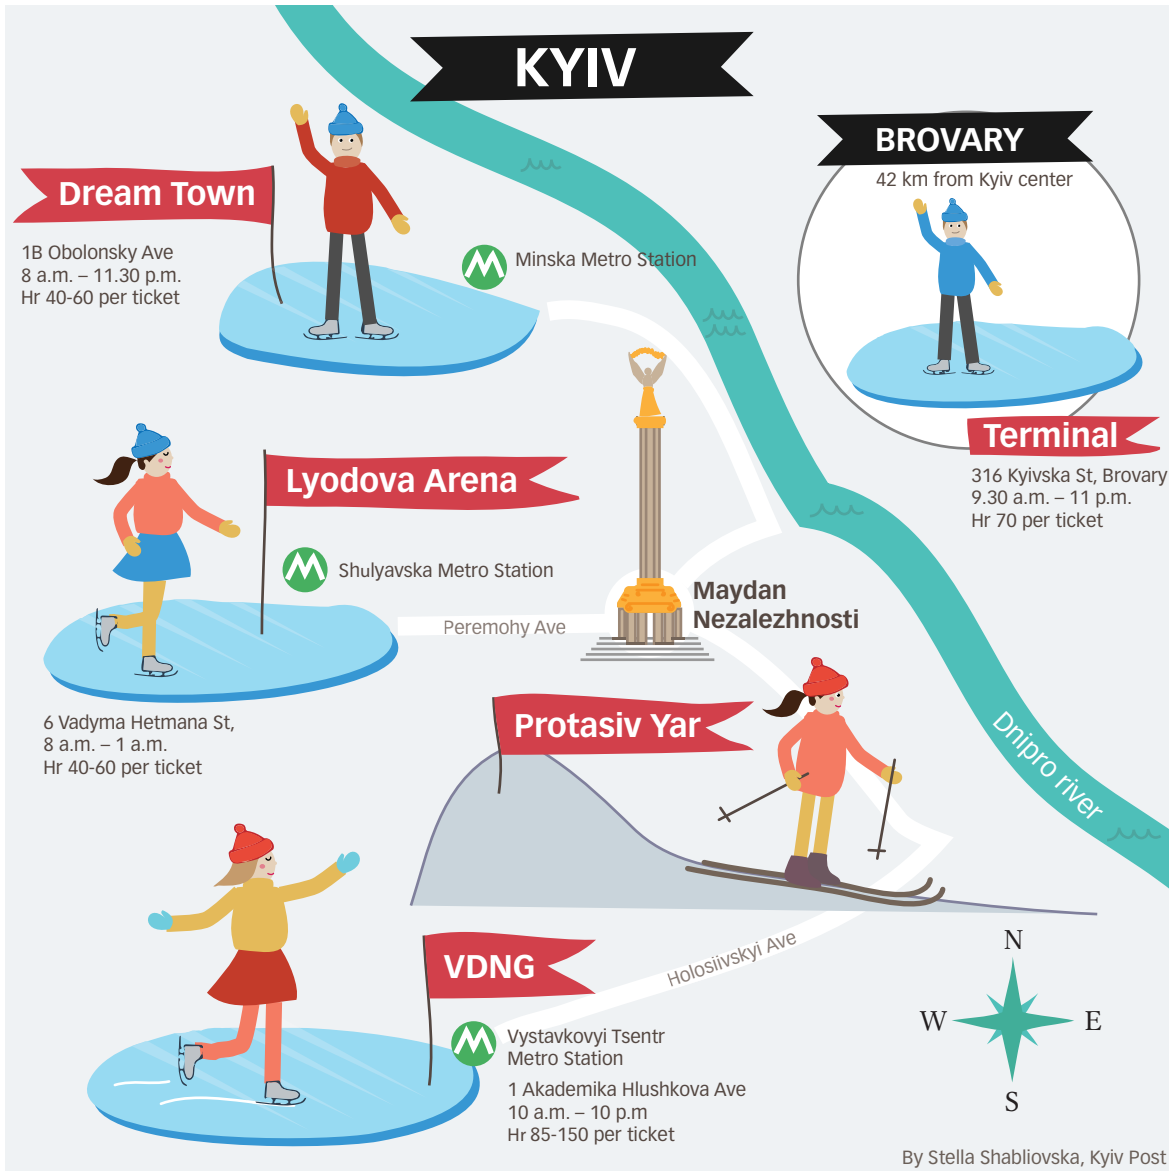 KYIV
BROVARY
42 km from Kyiv center
Dream Town
1B Obolonsky Ave
8 a.m. – 11.30 p.m.
Hr 40-60 per ticket
Minska Metro Station
Terminal
316 Kyivska St, Brovary
9.30 a.m. – 11 p.m.
Hr 70 per ticket
Lyodova Arena
Shulyavska Metro Station
Peremohy Ave
6 Vadyma Hetmana St,
8 a.m. – 1 a.m.
Hr 40-60 per ticket
Maydan
Nezalezhnosti
Protasiv Yar
Dnipro river
VDNG
Holosiivskyi Ave
Vystavkovyi Tsentr
Metro Station
1 Akademika Hlushkova Ave
10 a.m. – 10 p.m
Hr 85-150 per ticket
N
W
E
S
By Stella Shabliovska, Kyiv Post